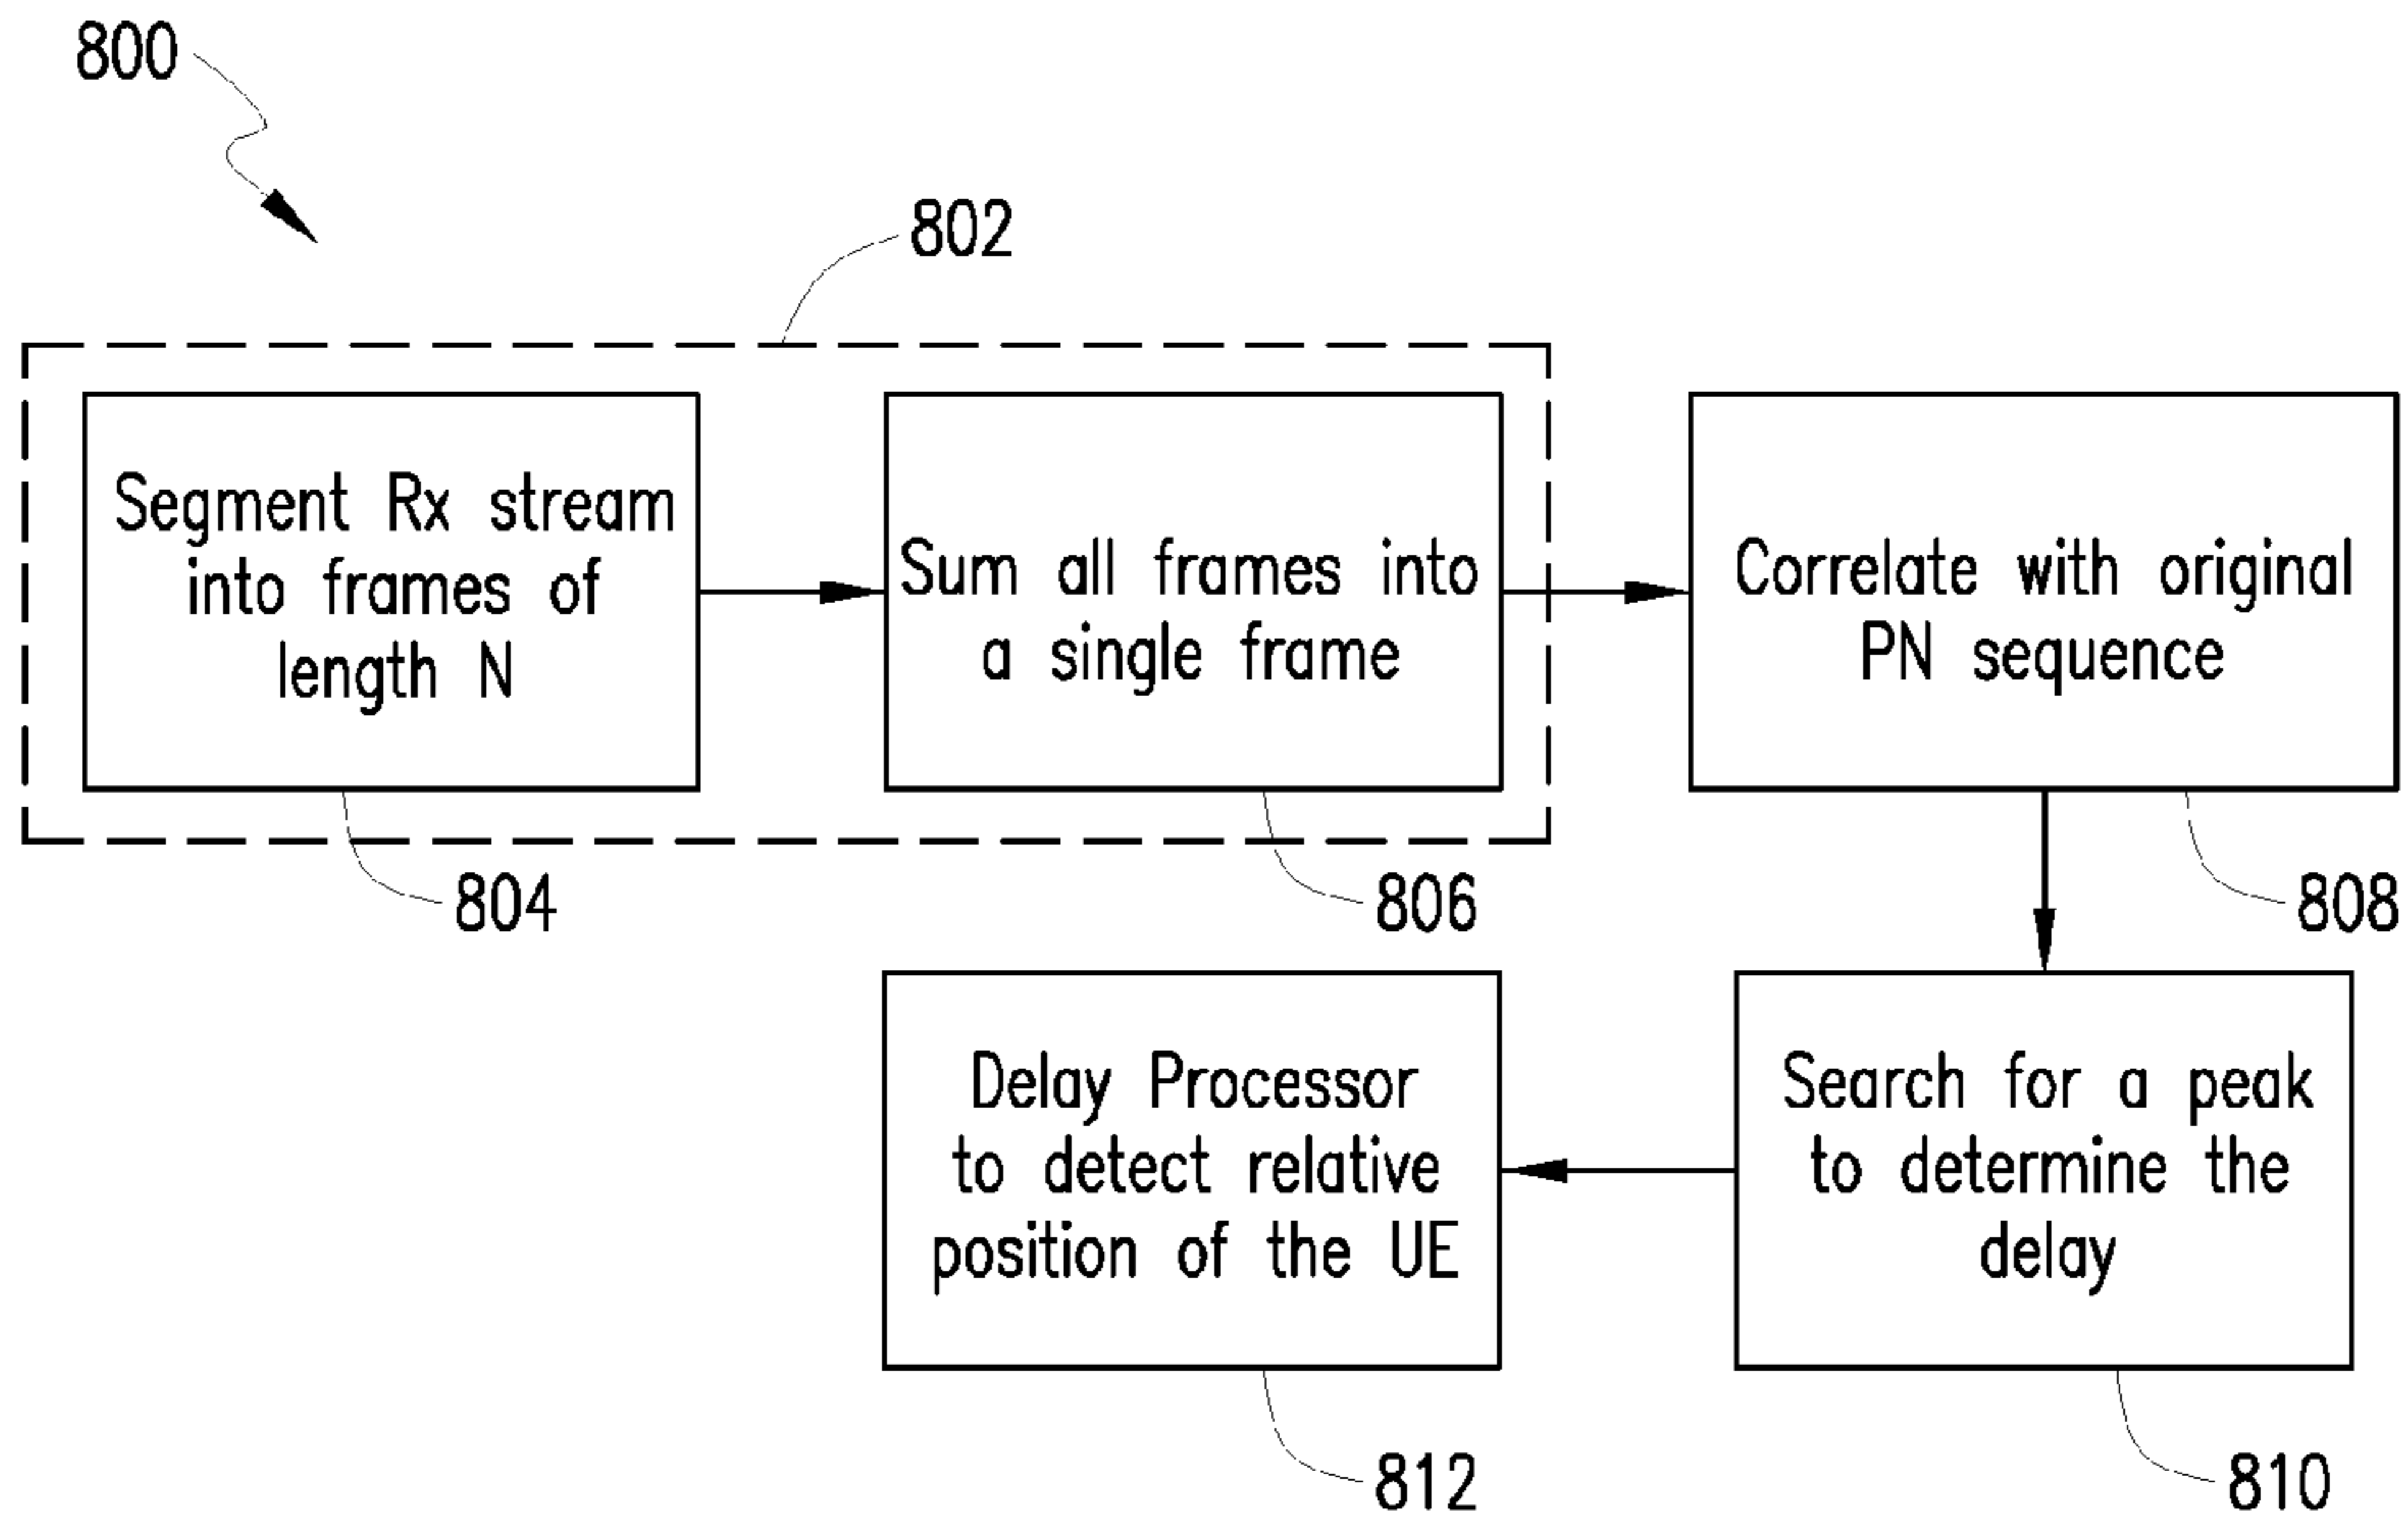 800
802
Segment Rx stream
into frames of
length N
Sum all frames into
a single frame
Correlate with original
PN sequence
804
806
808
Delay Processor
to detect relative
position of the UE
Search for a peak
to determine the
delay
812
810